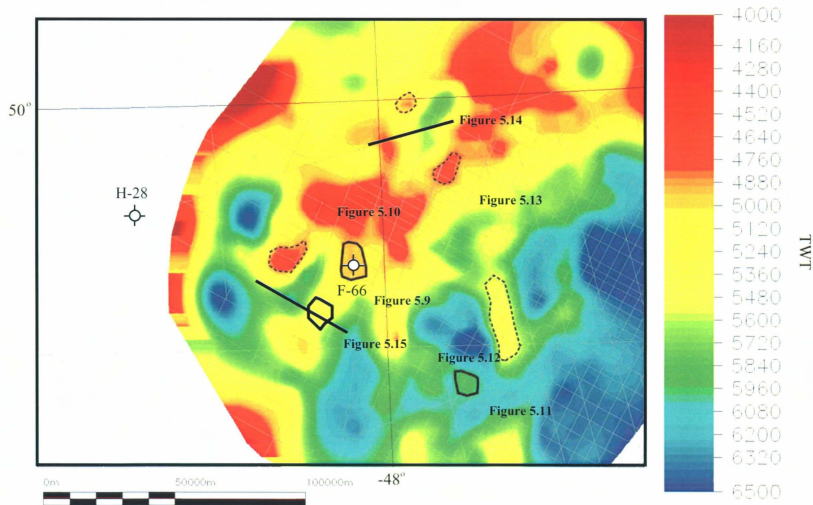 50°
H-28
Figure 5.14
Figure 5.13
Figure 5.10
F-66
Figure 5.9
Figure 5.15
Figure 5.12
Figure 5.11
-48°
0m
50000m
100000m
4000
4160
4280
4400
4520
4640
4760
4880
5000
5120
5240
5360
5480
5600
5720
5840
5960
6080
6200
6320
6500
TWT